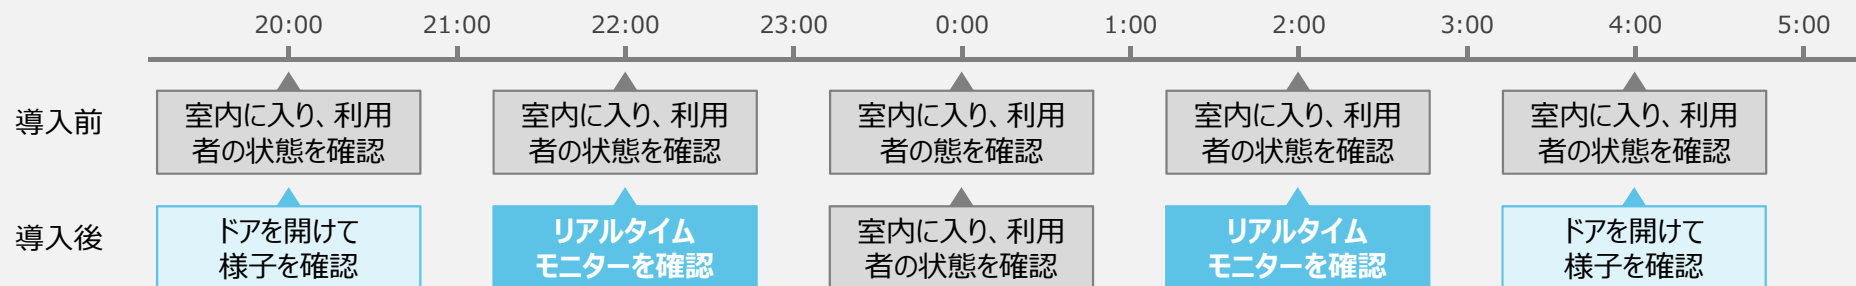 20:00 21:00 22:00 23:00 0:00 1:00 2:00 3:00 4:00 5:00
導入前
室内に入り、利用
者の状態を確認
室内に入り、利用
者の状態を確認
室内に入り、利用
者の態を確認
室内に入り、利用
者の状態を確認
室内に入り、利用
者の状態を確認
導入後
ドアを開けて
様子を確認
リアルタイム
モニターを確認
室内に入り、利用
者の状態を確認
リアルタイム
モニターを確認
ドアを開けて
様子を確認